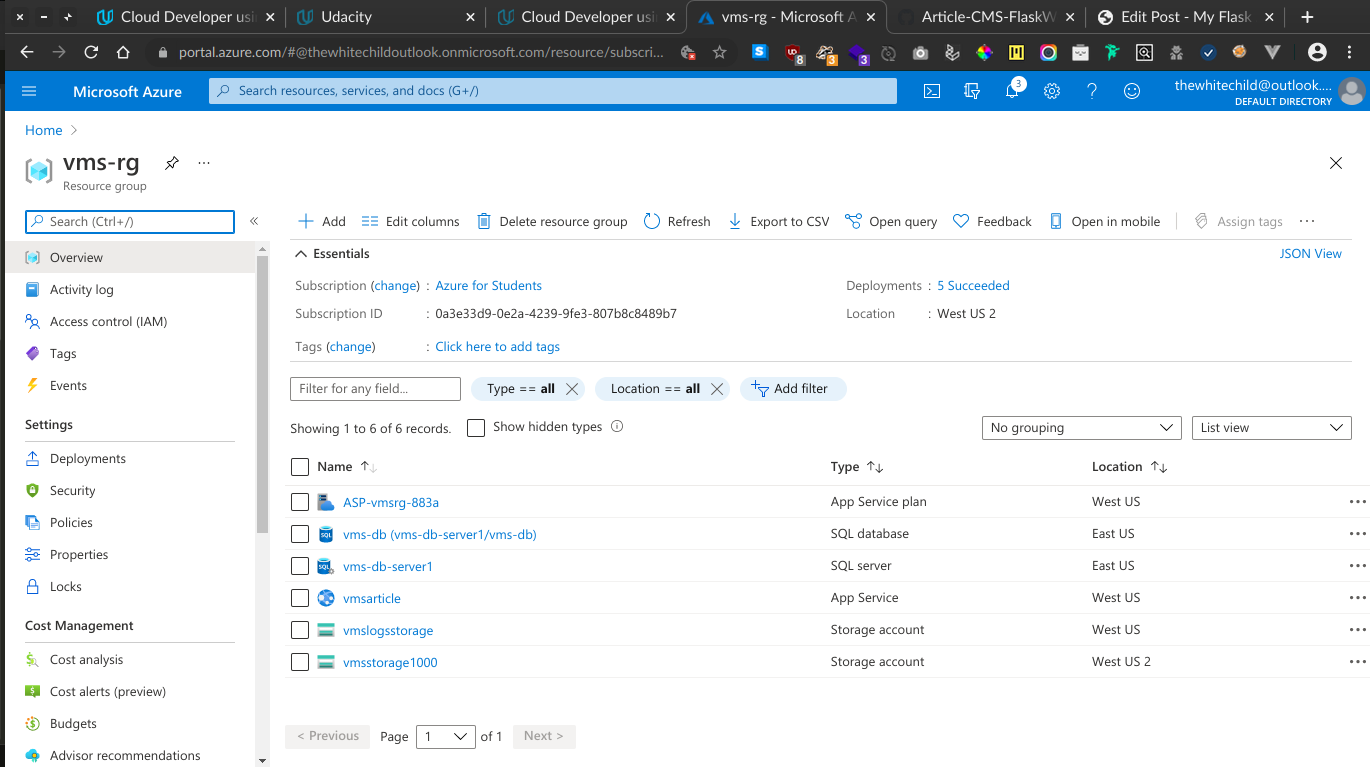 Cloud Developer usi
Udacity
Cloud Developer usi
vms-rg - Microsoft A
Article-CMS-FlaskW
Edit Post - My Flask
portal.azure.com/#@thewhitechildoutlook.onmicrosoft.com/resource/subscri...
8
3
3
Microsoft Azure
Search resources, services, and docs (G+/)
3
thewhitechild@outlook....
DEFAULT DIRECTORY
Home
vms-rg
...
Resource group
Search (Ctrl+/)
«
Add
Edit columns
Delete resource group
Refresh
Export to CSV
Open query
Feedback
Open in mobile
Assign tags
...
Overview
Activity log
Access control (IAM)
Tags
Events
Settings
Deployments
Security
Policies
Properties
Locks
Cost Management
Cost analysis
Cost alerts (preview)
Budgets
Advisor recommendations
Essentials
JSON View
Subscription (change) : Azure for Students
Deployments : 5 Succeeded
Subscription ID : 0a3e33d9-0e2a-4239-9fe3-807b8c8489b7
Location : West US 2
Tags (change) : Click here to add tags
Filter for any field...
Type == all
Location == all
Add filter
Showing 1 to 6 of 6 records.
Show hidden types
No grouping
List view
Name Type Location
ASP-vmsrg-883a App Service plan West US
vms-db (vms-db-server1/vms-db) SQL database East US
vms-db-server1 SQL server East US
vmsarticle App Service West US
vmslogsstorage Storage account West US
vmsstorage1000 Storage account West US 2
< Previous Page 1 of 1 Next >